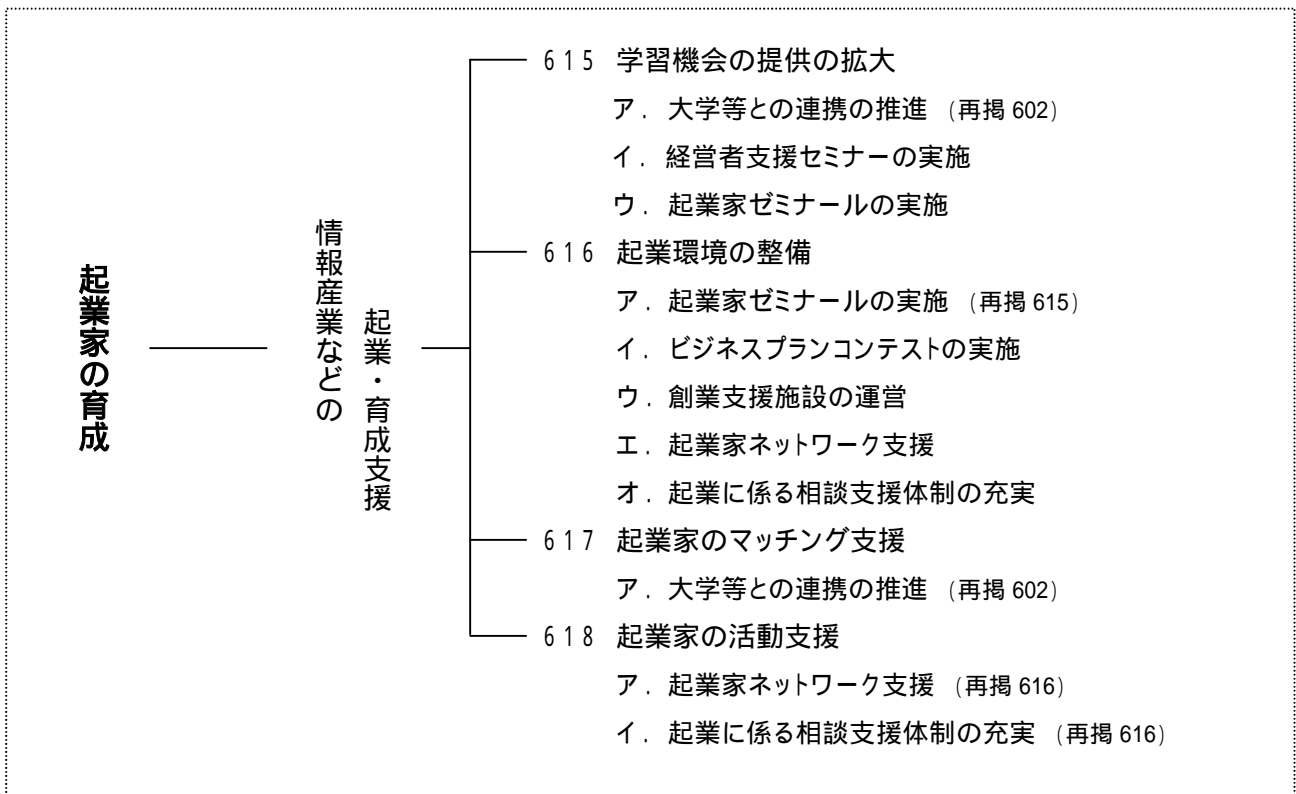 起業家の育成
情報産業などの
起業・育成支援
615 学習機会の提供の拡大
ア．大学等との連携の推進 (再掲 602)
イ．経営者支援セミナーの実施
ウ．起業家ゼミナールの実施
616 起業環境の整備
ア．起業家ゼミナールの実施 (再掲 615)
イ．ビジネスプランコンテストの実施
ウ．創業支援施設の運営
エ．起業家ネットワーク支援
オ．起業に係る相談支援体制の充実
617 起業家のマッチング支援
ア．大学等との連携の推進 (再掲 602)
618 起業家の活動支援
ア．起業家ネットワーク支援 (再掲 616)
イ．起業に係る相談支援体制の充実 (再掲 616)